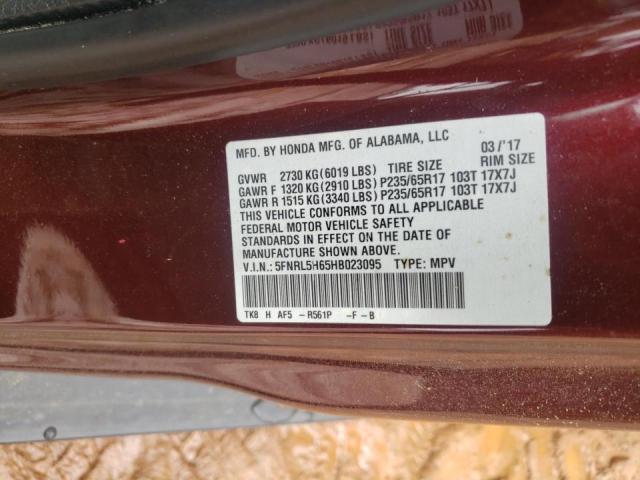 MFD. BY HONDA MFG. OF ALABAMA, LLC 03/'17
GVWR 2730 KG(6019 LBS) TIRE SIZE RIM SIZE
GAWR F 1320 KG(2910 LBS) P235/65R17 103T 17X7J
GAWR R 1515 KG(3340 LBS) P235/65R17 103T 17X7J
THIS VEHICLE CONFORMS TO ALL APPLICABLE
FEDERAL MOTOR VEHICLE SAFETY
STANDARDS IN EFFECT ON THE DATE OF
MANUFACTURE SHOWN ABOVE.
V.I.N.: 5FNRL5H65HB023095 TYPE: MPV
TK8 H AF5 -R561P -F-B